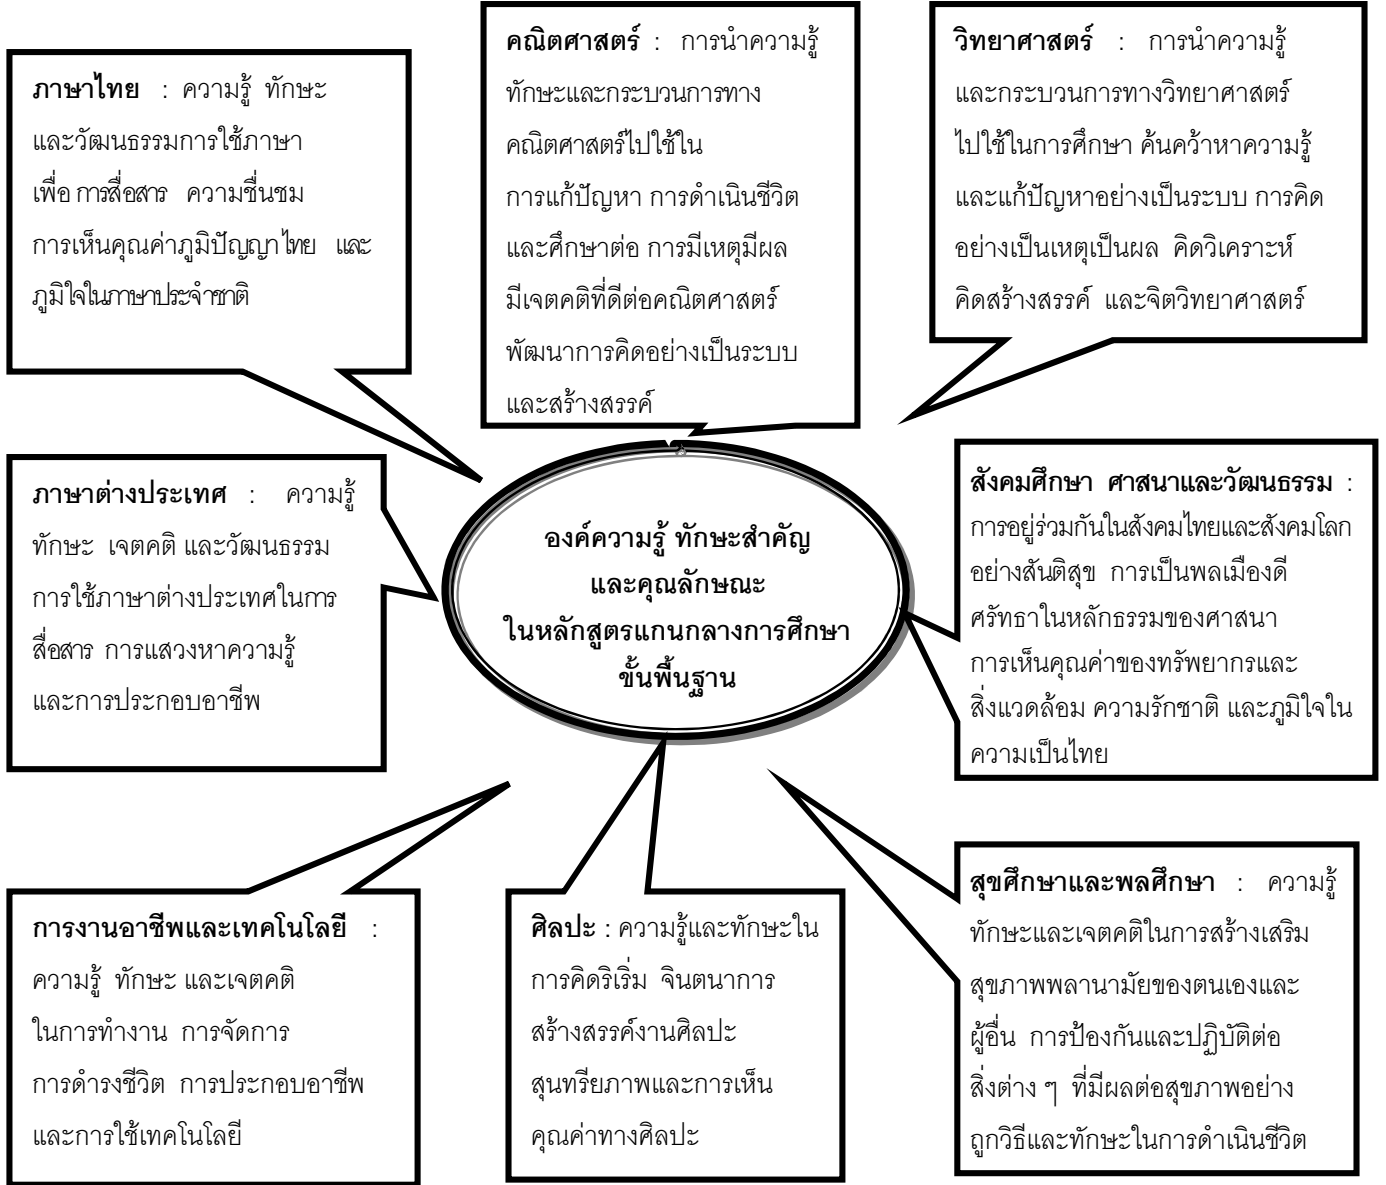 ภาษาไทย : ความรู้ ทักษะ
และวัฒนธรรมการใช้ภาษา
เพื่อ การสื่อสาร ความชื่นชม
การเห็นคุณค่าภูมิปัญญาไทย และ
ภูมิใจในภาษาประจำชาติ
คณิตศาสตร์ : การนำความรู้
ทักษะและกระบวนการทาง
คณิตศาสตร์ไปใช้ใน
การแก้ปัญหา การดำเนินชีวิต
และศึกษาต่อ การมีเหตุมีผล
มีเจตคติที่ดีต่อคณิตศาสตร์
พัฒนาการคิดอย่างเป็นระบบ
และสร้างสรรค์
วิทยาศาสตร์ : การนำความรู้
และกระบวนการทางวิทยาศาสตร์
ไปใช้ในการศึกษา ค้นคว้าหาความรู้
และแก้ปัญหาอย่างเป็นระบบ การคิด
อย่างเป็นเหตุเป็นผล คิดวิเคราะห์
คิดสร้างสรรค์ และจิตวิทยาศาสตร์
ภาษาต่างประเทศ : ความรู้
ทักษะ เจตคติ และวัฒนธรรม
การใช้ภาษาต่างประเทศในการ
สื่อสาร การแสวงหาความรู้
และการประกอบอาชีพ
องค์ความรู้ ทักษะสำคัญ
และคุณลักษณะ
ในหลักสูตรแกนกลางการศึกษา
ขั้นพื้นฐาน
สังคมศึกษา ศาสนาและวัฒนธรรม :
การอยู่ร่วมกันในสังคมไทยและสังคมโลก
อย่างสันติสุข การเป็นพลเมืองดี
ศรัทธาในหลักธรรมของศาสนา
การเห็นคุณค่าของทรัพยากรและ
สิ่งแวดล้อม ความรักชาติ และภูมิใจใน
ความเป็นไทย
การงานอาชีพและเทคโนโลยี :
ความรู้ ทักษะ และเจตคติ
ในการทำงาน การจัดการ
การดำรงชีวิต การประกอบอาชีพ
และการใช้เทคโนโลยี
ศิลปะ : ความรู้และทักษะใน
การคิดริเริ่ม จินตนาการ
สร้างสรรค์งานศิลปะ
สุนทรียภาพและการเห็น
คุณค่าทางศิลปะ
สุขศึกษาและพลศึกษา : ความรู้
ทักษะและเจตคติในการสร้างเสริม
สุขภาพพลานามัยของตนเองและ
ผู้อื่น การป้องกันและปฏิบัติต่อ
สิ่งต่าง ๆ ที่มีผลต่อสุขภาพอย่าง
ถูกวิธีและทักษะในการดำเนินชีวิต